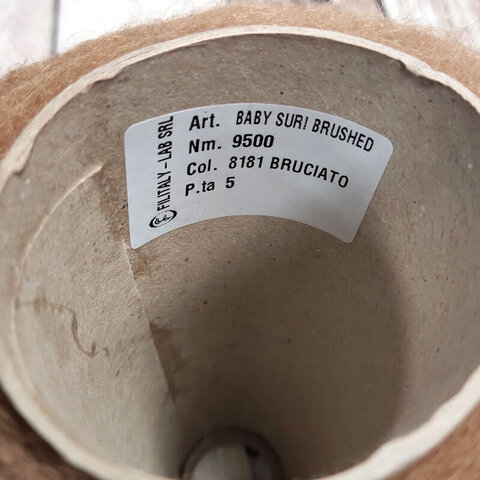 FILITALY-LAB SRL
Art. BABY SURI BRUSHED
Nm. 9500
Col. 8181 BRUCIATO
P.ta 5